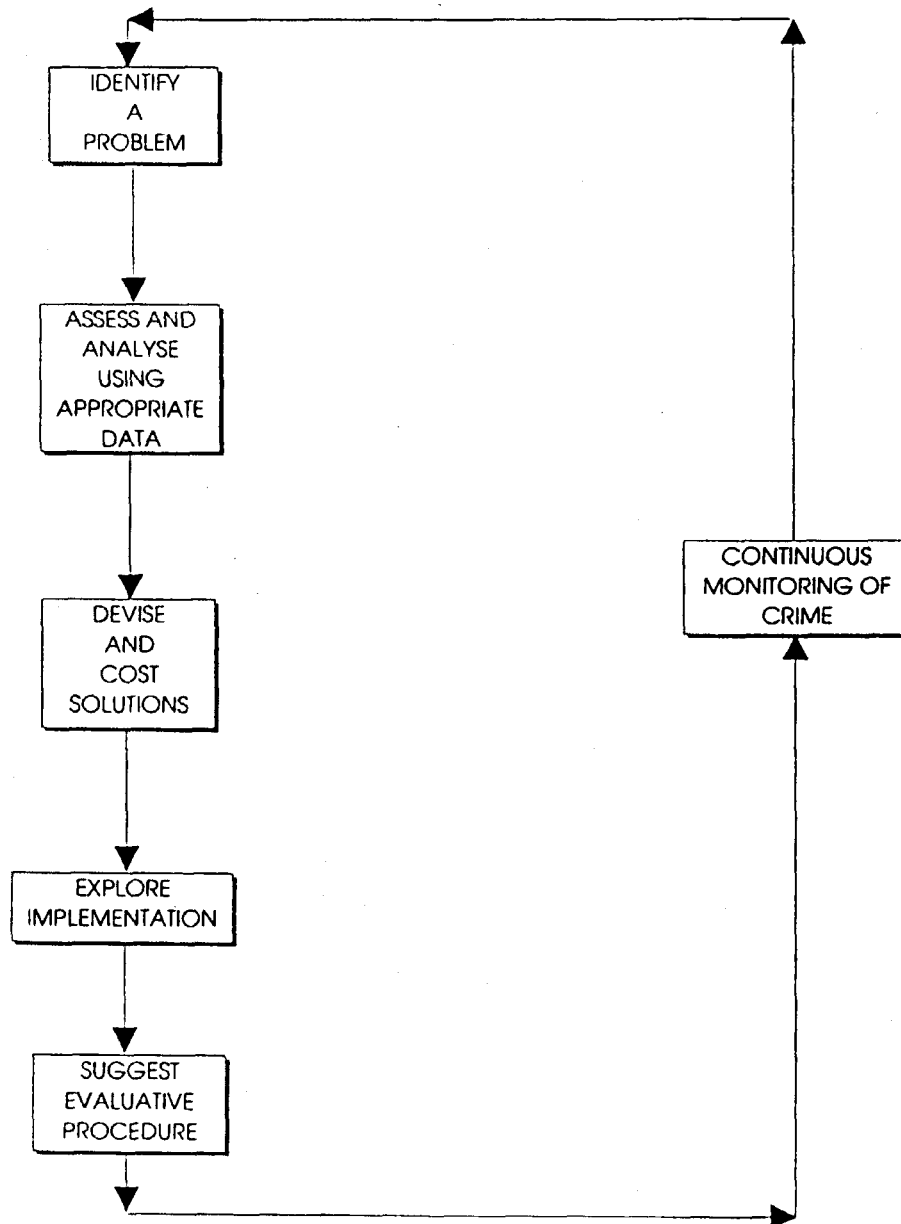 IDENTIFY
A
PROBLEM
ASSESS AND
ANALYSE
USING
APPROPRIATE
DATA
DEVISE
AND
COST
SOLUTIONS
EXPLORE
IMPLEMENTATION
SUGGEST
EVALUATIVE
PROCEDURE
CONTINUOUS
MONITORING OF
CRIME